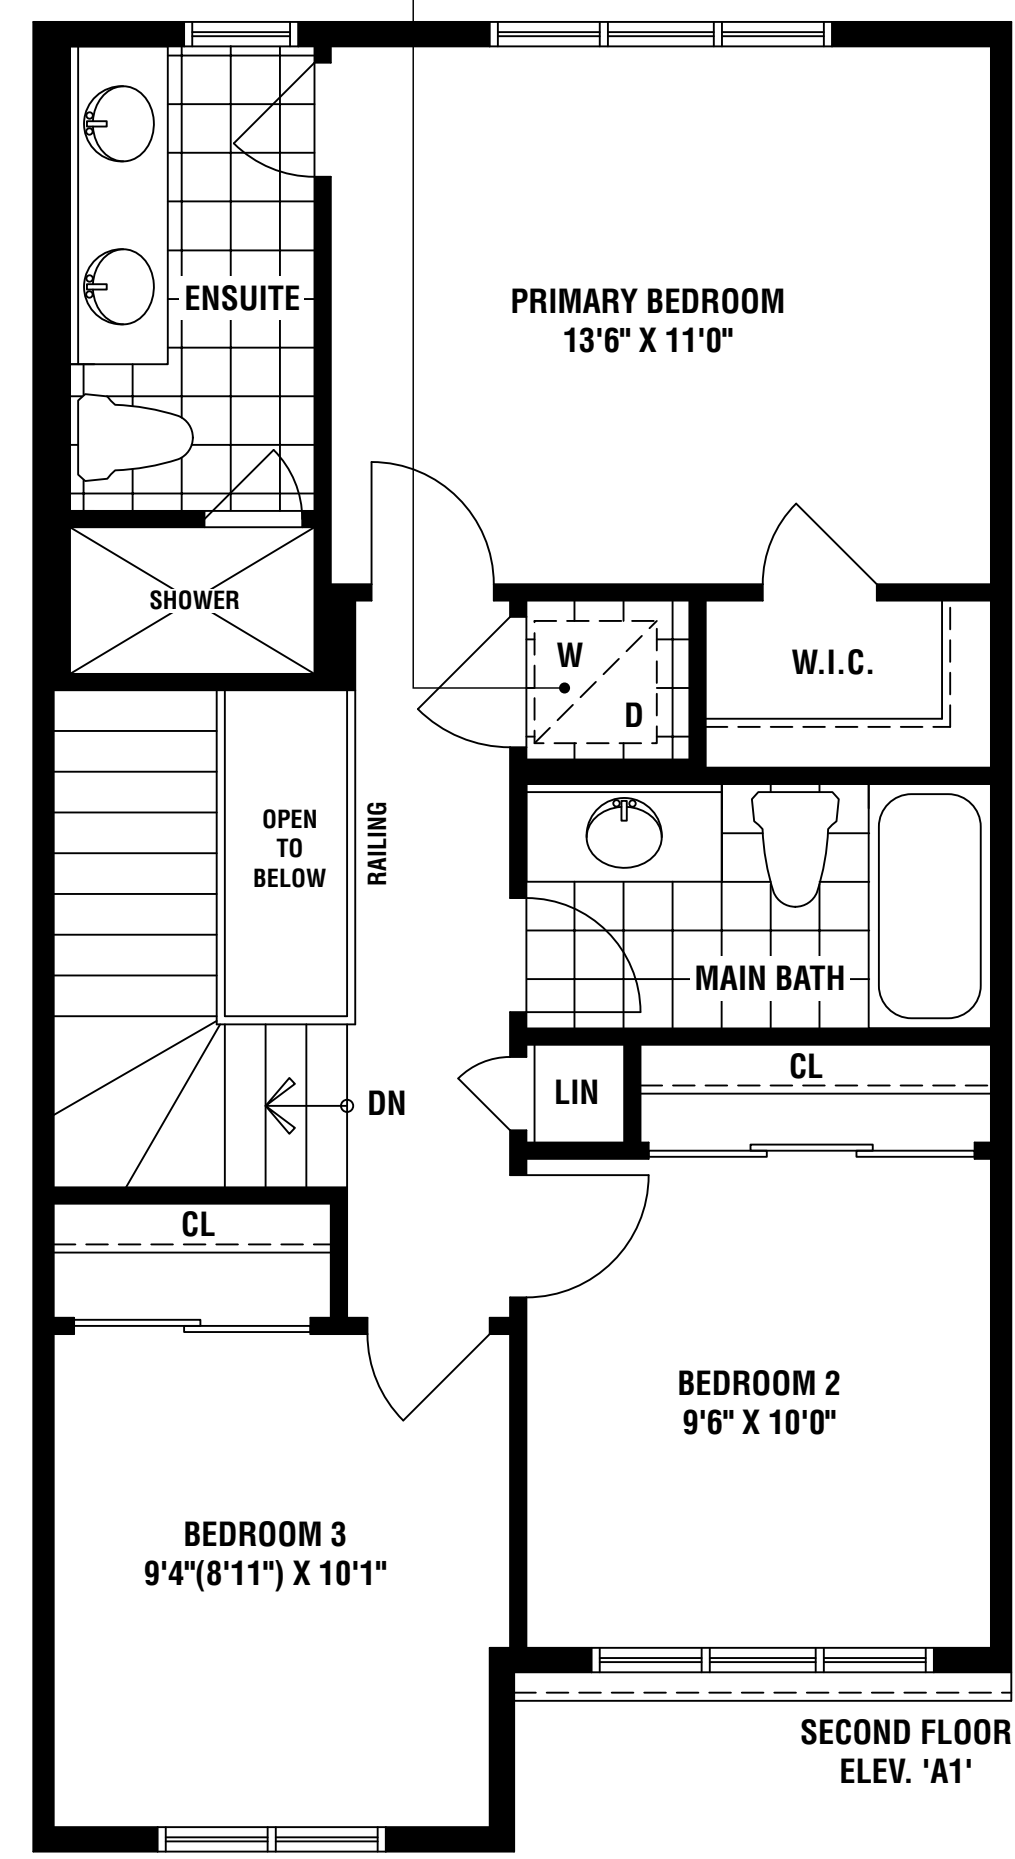 ENSUITE
PRIMARY BEDROOM
13'6" X 11'0"
SHOWER
W
D
W.I.C.
OPEN
TO
BELOW
RAILING
MAIN BATH
DN
LIN
CL
CL
BEDROOM 2
9'6" X 10'0"
BEDROOM 3
9'4"(8'11") X 10'1"
SECOND FLOOR
ELEV. 'A1'